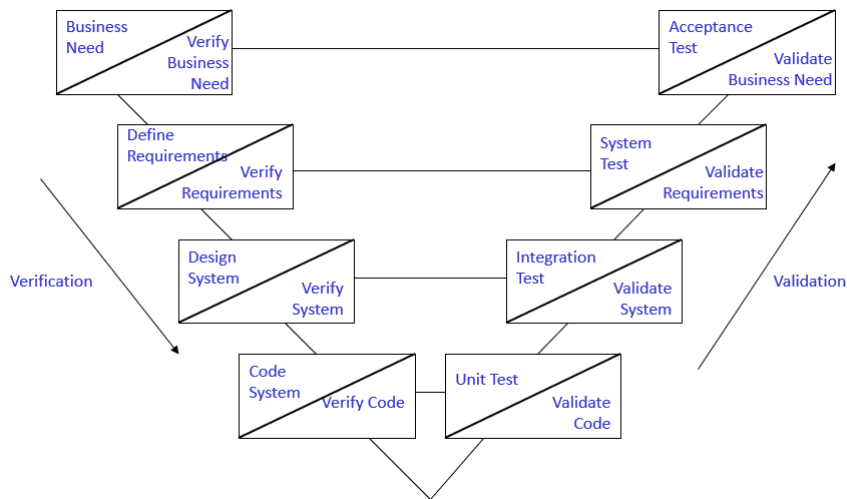 Business
Need
Verify
Business
Need
Acceptance
Test
Validate
Business Need
Define
Requirements
Verify
Requirements
System
Test
Validate
Requirements
Verification
Design
System
Verify
System
Integration
Test
Validate
System
Validation
Code
System
Verify Code
Unit Test
Validate
Code